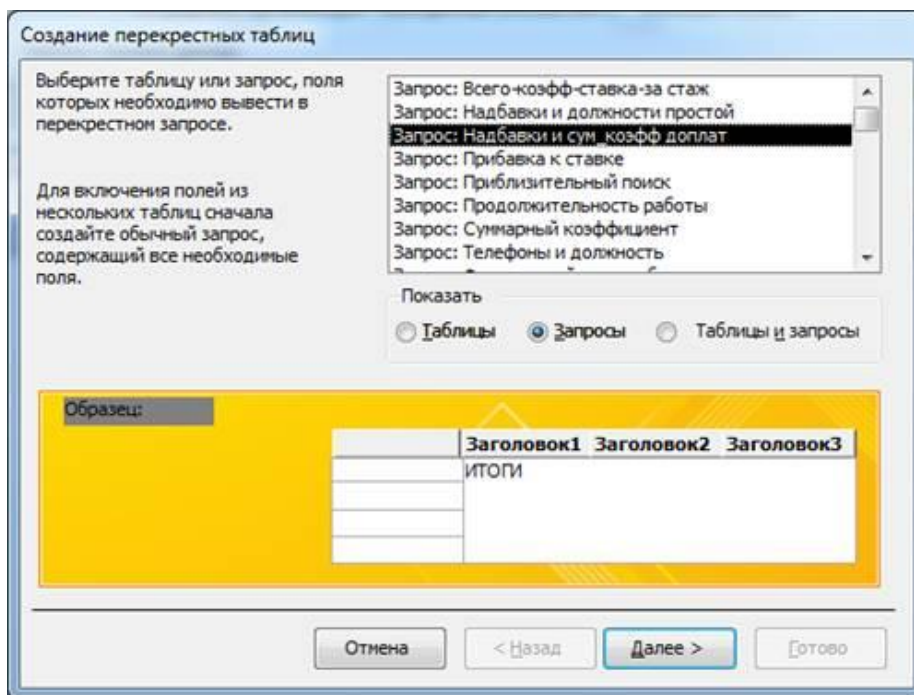 Создание перекрестных таблиц
Выберите таблицу или запрос, поля
которых необходимо вывести в
перекрестном запросе.
Для включения полей из
нескольких таблиц сначала
создайте обычный запрос,
содержащий все необходимые
поля.
Запрос: Всего-коэфф-ставка-за стаж
Запрос: Надбавки и должности простой
Запрос: Надбавки и сум_коэфф доплат
Запрос: Прибавка к ставке
Запрос: Приблизительный поиск
Запрос: Продолжительность работы
Запрос: Суммарный коэффициент
Запрос: Телефоны и должность
Показать
Таблицы Запросы Таблицы и запросы
Образец:
Заголовок1 Заголовок2 Заголовок3
ИТОГИ
Отмена < Назад Далее > Готово